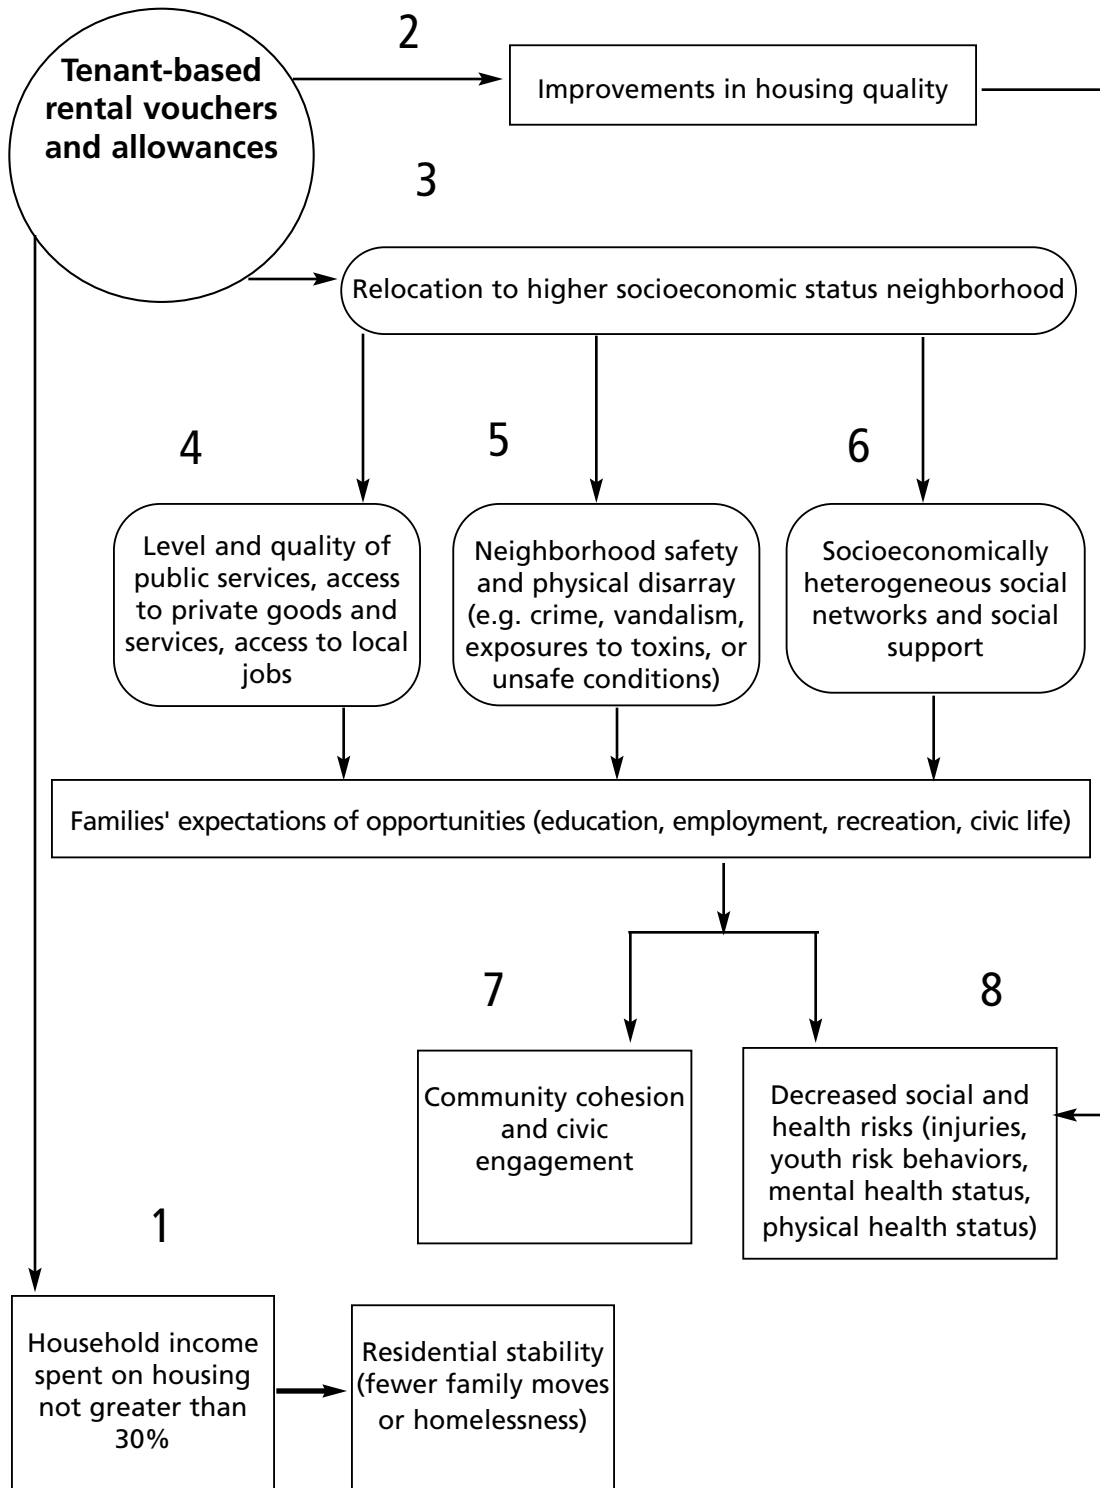 2
Tenant-based
rental vouchers
and allowances
Improvements in housing quality
3
Relocation to higher socioeconomic status neighborhood
4
5
6
Level and quality of
public services, access
to private goods and
services, access to local
jobs
Neighborhood safety
and physical disarray
(e.g. crime, vandalism,
exposures to toxins, or
unsafe conditions)
Socioeconomically
heterogeneous social
networks and social
support
Families' expectations of opportunities (education, employment, recreation, civic life)
7
8
Community cohesion
and civic
engagement
Decreased social and
health risks (injuries,
youth risk behaviors,
mental health status,
physical health status)
1
Household income
spent on housing
not greater than
30%
Residential stability
(fewer family moves
or homelessness)